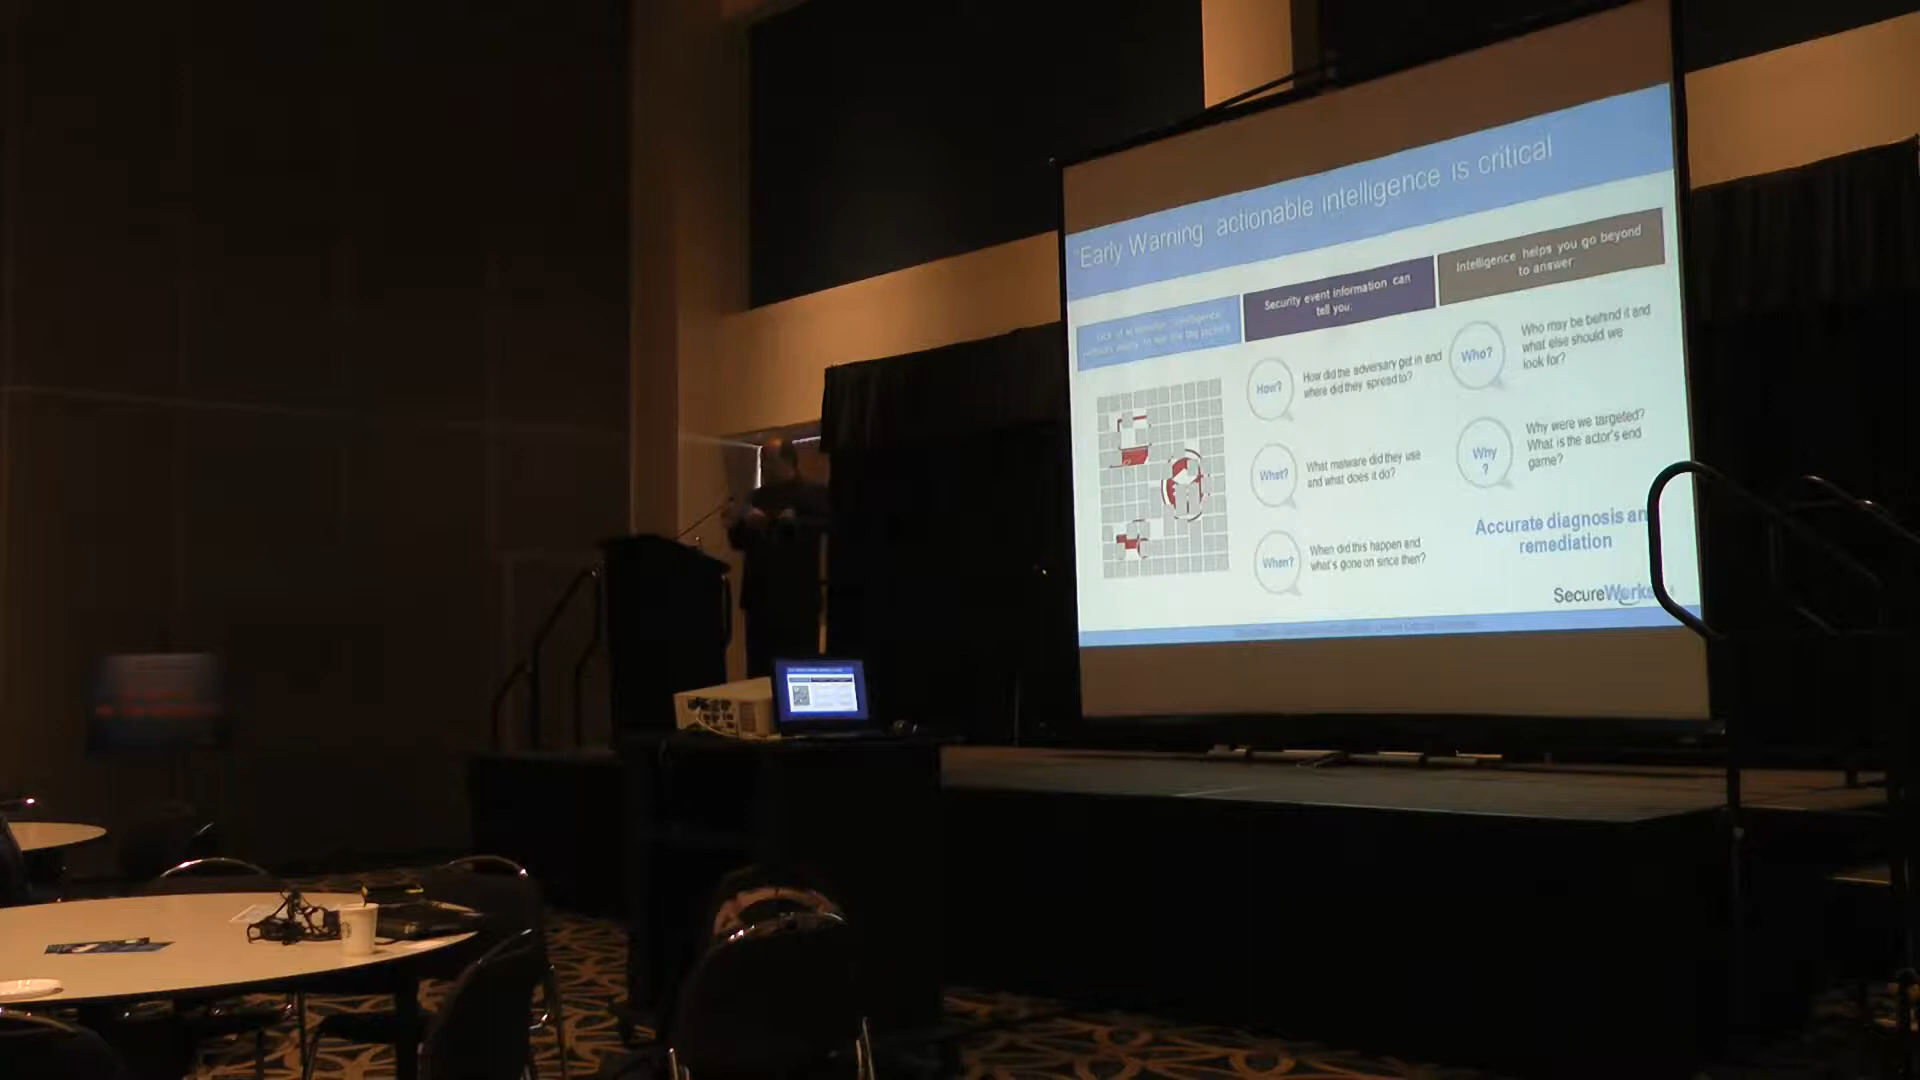 "Early Warning actionable intelligence is critical
Security event information can
tell you:
Intelligence helps you go beyond
to answer:
How?
How did the adversary get in and
where did they spread to?
What?
What malware did they use
and what does it do?
When?
When did this happen and
what's gone on since then?
Who?
Who may be behind it and
what else should we
look for?
Why
?
Why were we targeted?
What is the actor's end
game?
Accurate diagnosis an
remediation
SecureWorks